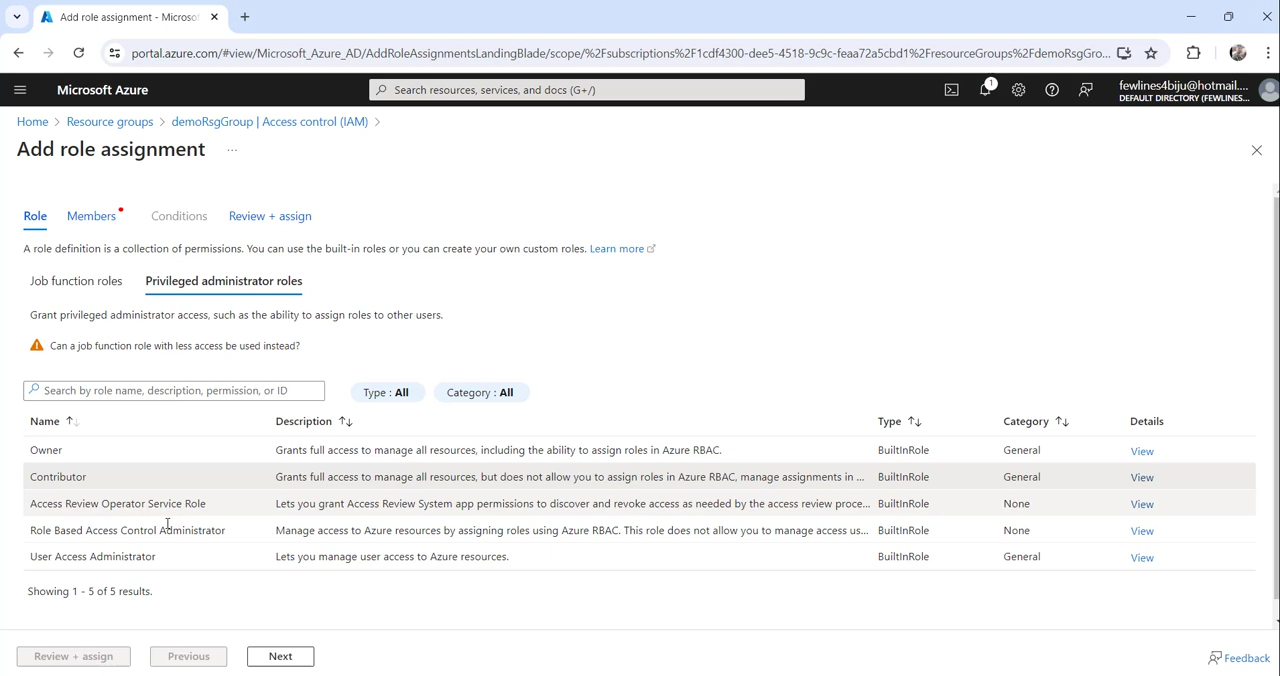 Add role assignment - Microso
portal.azure.com/#view/Microsoft_Azure_AD/AddRoleAssignmentsLandingBlade/scope/%2Fsubscriptions%2F1cdf4300-dee5-4518-9c9c-feaa72a5cbd1%2FresourceGroups%2FdemoRsgGro...
Microsoft Azure
Search resources, services, and docs (G+/)
1
fewlines4biju@hotmail....
DEFAULT DIRECTORY (FEWLINES...
Home > Resource groups > demoRsgGroup | Access control (IAM) >
Add role assignment ...
Role Members Conditions Review + assign
A role definition is a collection of permissions. You can use the built-in roles or you can create your own custom roles. Learn more
Job function roles Privileged administrator roles
Grant privileged administrator access, such as the ability to assign roles to other users.
Can a job function role with less access be used instead?
Search by role name, description, permission, or ID Type : All Category : All
Name ↑↓ Description ↑↓ Type ↑↓ Category ↑↓ Details
Owner Grants full access to manage all resources, including the ability to assign roles in Azure RBAC. BuiltInRole General View
Contributor Grants full access to manage all resources, but does not allow you to assign roles in Azure RBAC, manage assignments in ... BuiltInRole General View
Access Review Operator Service Role Lets you grant Access Review System app permissions to discover and revoke access as needed by the access review proce... BuiltInRole None View
Role Based Access Control Administrator Manage access to Azure resources by assigning roles using Azure RBAC. This role does not allow you to manage access us... BuiltInRole None View
User Access Administrator Lets you manage user access to Azure resources. BuiltInRole General View
Showing 1 - 5 of 5 results.
Review + assign Previous Next Feedback